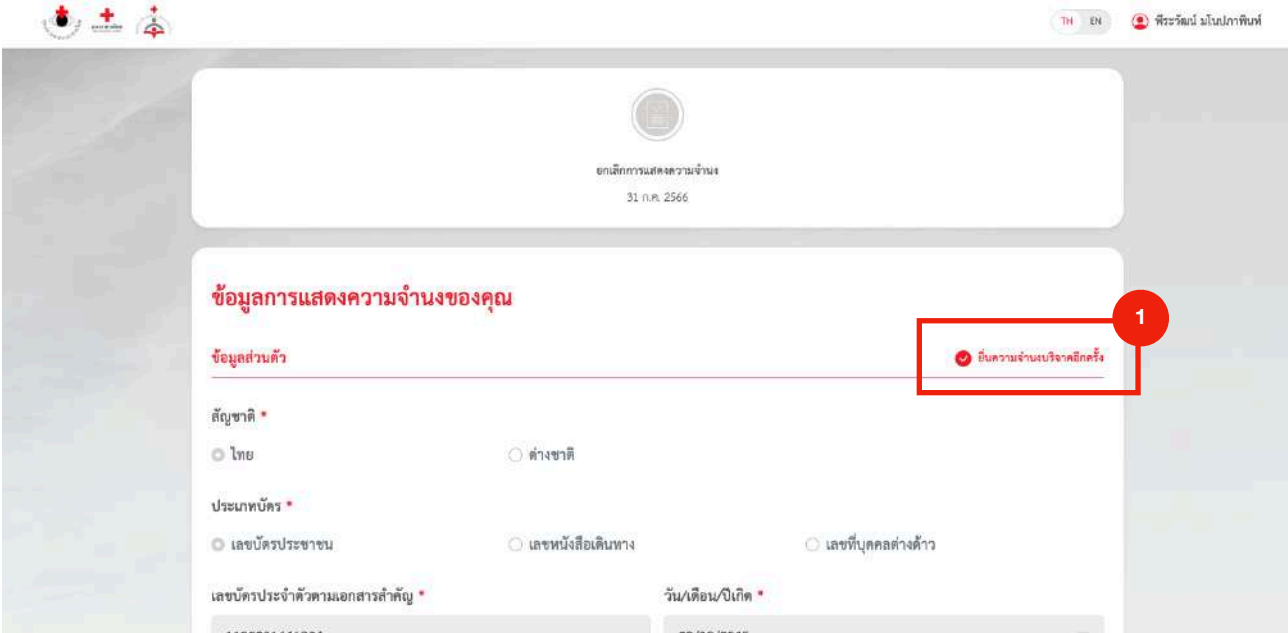 TH EN พีระวัฒน์ มโนปภาพินท์
ยกเลิกการแสดงความจำนง
31 ก.ค. 2566
ข้อมูลการแสดงความจำนงของคุณ
1
ข้อมูลส่วนตัว ยื่นความจำนงบริจาคอีกครั้ง
สัญชาติ *
ไทย ต่างชาติ
ประเภทบัตร *
เลขบัตรประชาชน เลขหนังสือเดินทาง เลขที่บุคคลต่างด้าว
เลขบัตรประจำตัวตามเอกสารสำคัญ * วัน/เดือน/ปีเกิด *